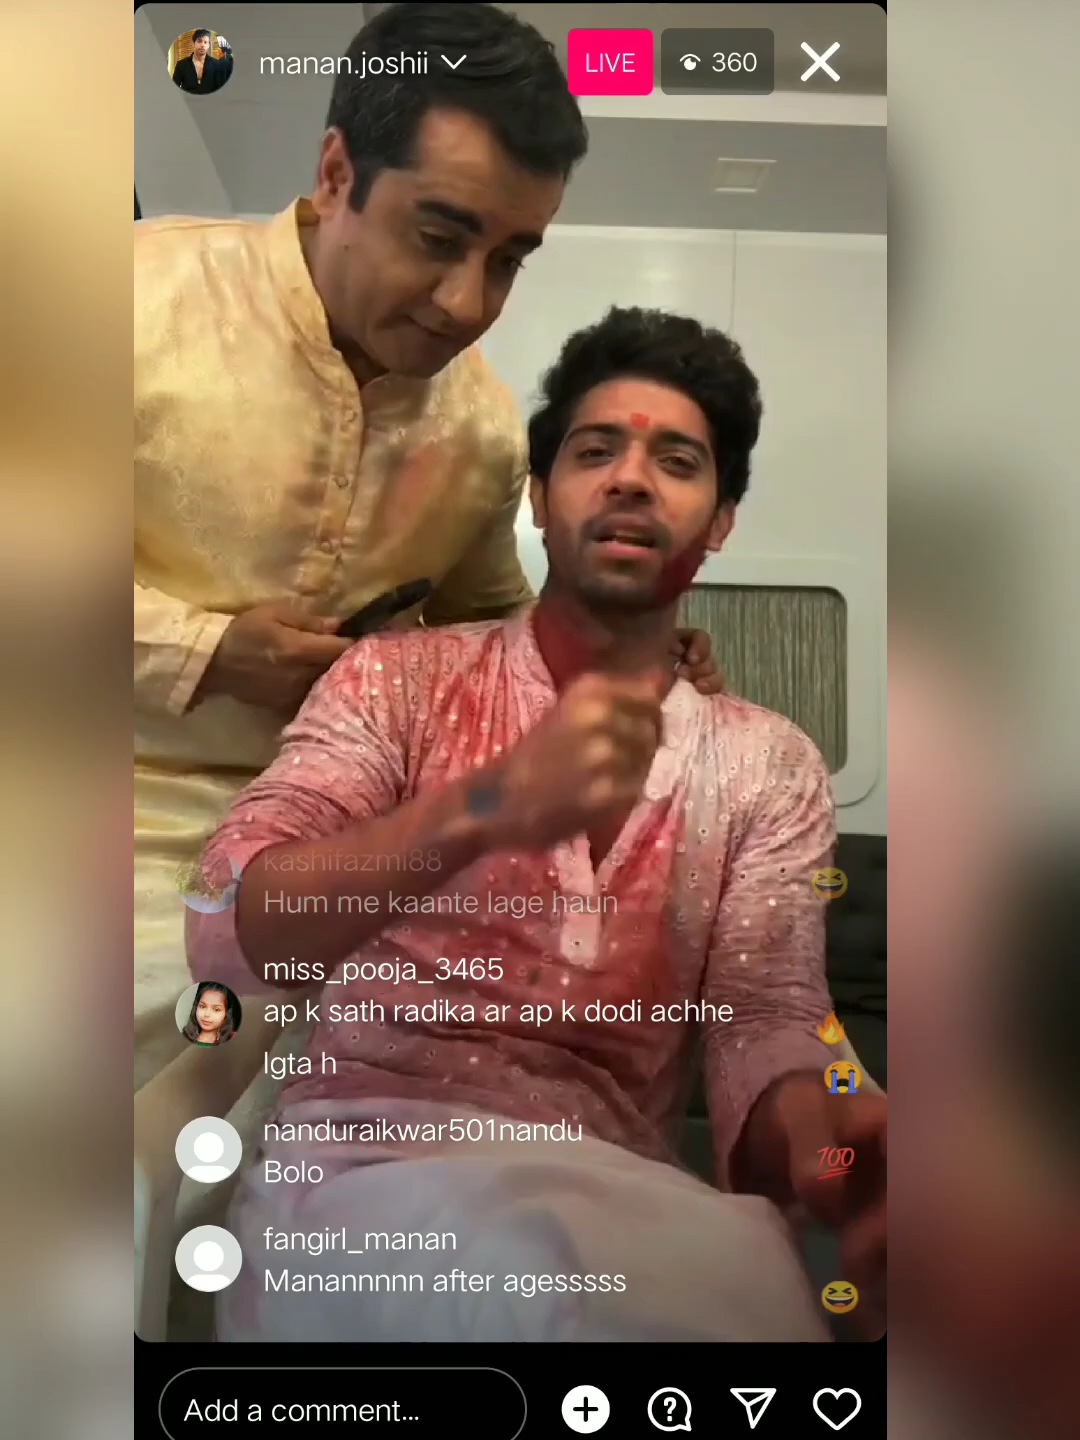 manan.joshii
LIVE
360
kashifazmi88
Hum me kaante lage haun
miss_pooja_3465
ap k sath radika ar ap k dodi achhe
lgta h
nanduraikwar501nandu
Bolo
fangirl_manan
Manannnnn after agesssss
Add a comment...